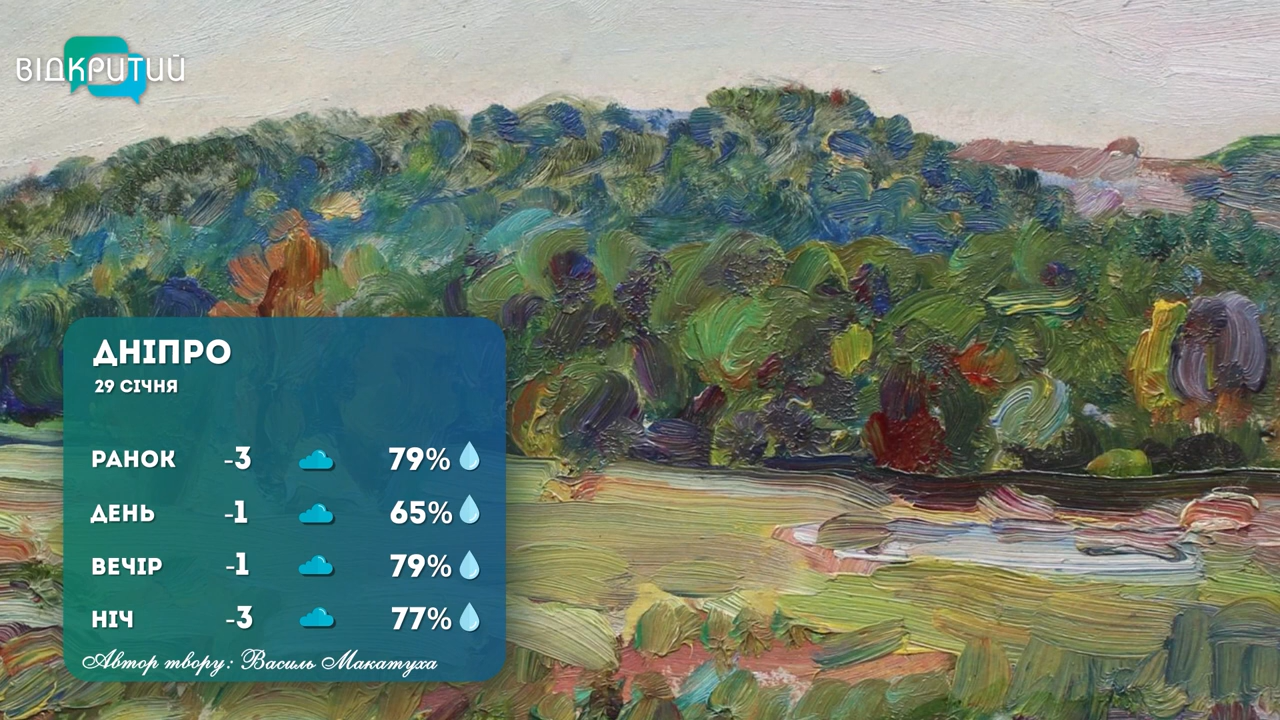 ВІДКРИТИЙ
ДНІПРО
29 СІЧНЯ
РАНОК -3 79%
ДЕНЬ -1 65%
ВЕЧІР -1 79%
НІЧ -3 77%
Автор твору: Василь Макатуха